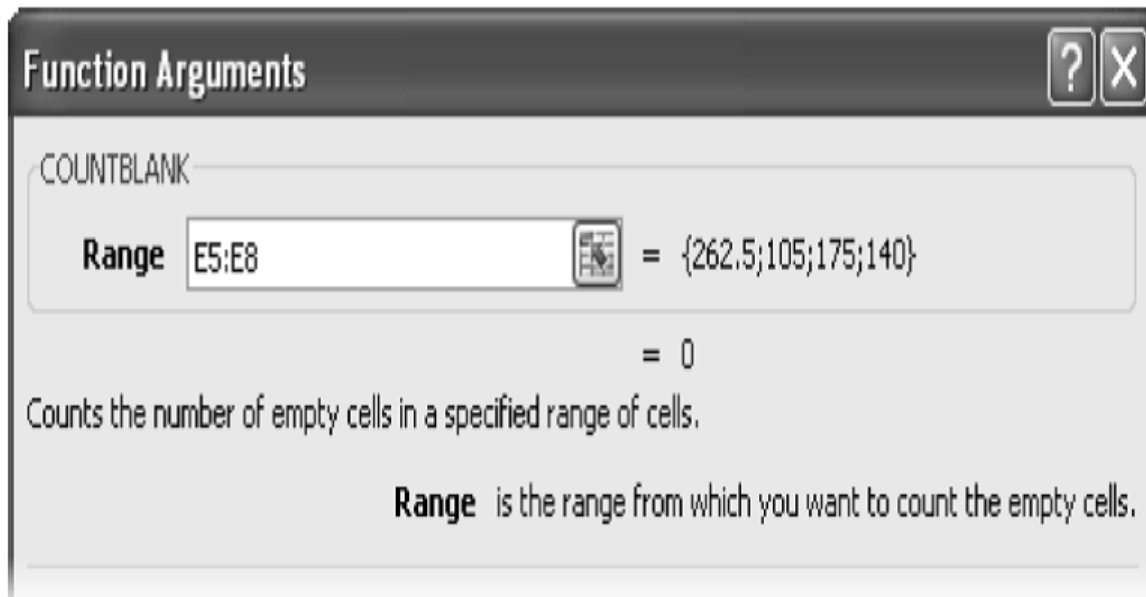 Function Arguments
COUNTBLANK
Range E5:E8 = {262.5;105;175;140}
= 0
Counts the number of empty cells in a specified range of cells.
Range is the range from which you want to count the empty cells.